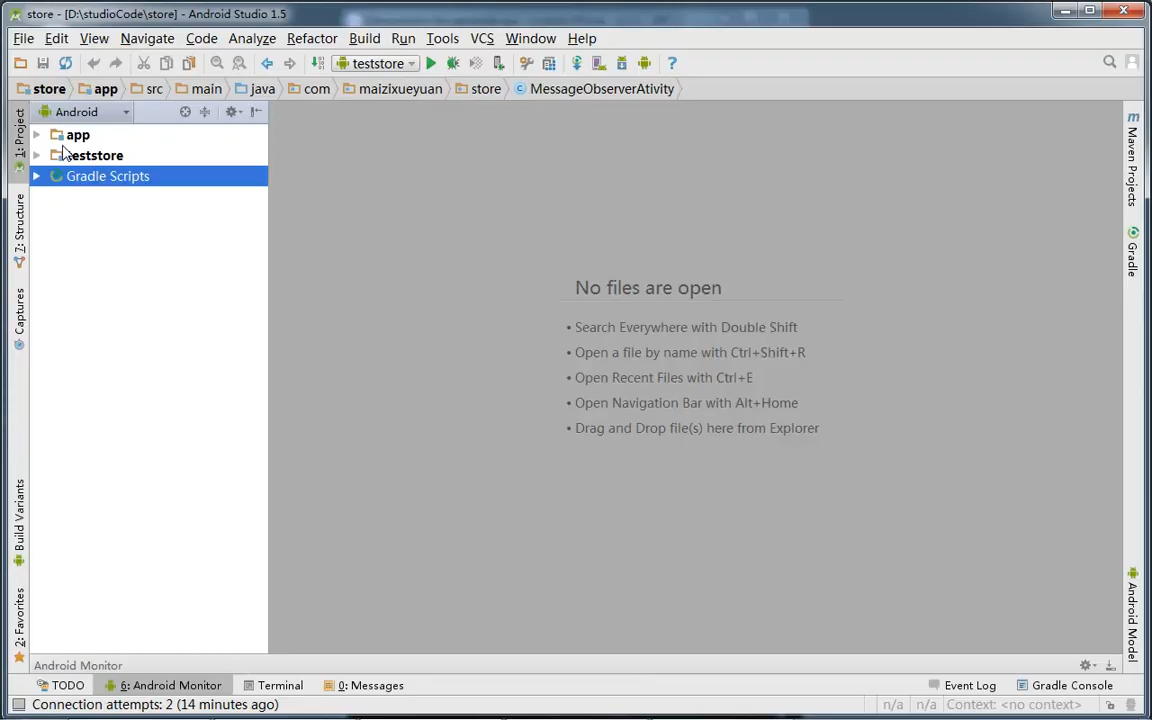 store - [D:\studioCode\store] - Android Studio 1.5
File Edit View Navigate Code Analyze Refactor Build Run Tools VCS Window Help
teststore
store app src main java com maizixueyuan store MessageObserverAtivity
Android
app
Gradle Scripts
1: Project
7: Structure
Captures
Build Variants
2: Favorites
No files are open
• Search Everywhere with Double Shift
• Open a file by name with Ctrl+Shift+R
• Open Recent Files with Ctrl+E
• Open Navigation Bar with Alt+Home
• Drag and Drop file(s) here from Explorer
m
Maven Projects
Gradle
Android Model
Android Monitor
TODO 6: Android Monitor Terminal 0: Messages Event Log Gradle Console
Connection attempts: 2 (14 minutes ago) n/a n/a Context: <no context>